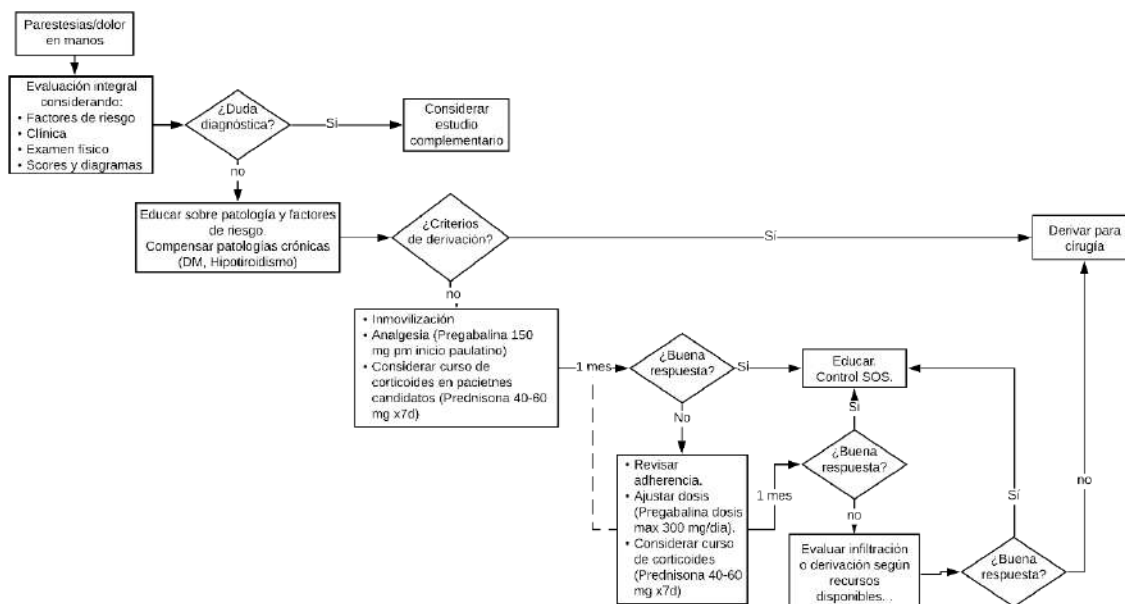 Parestesias/dolor
en manos
Evaluación integral
considerando:
• Factores de riesgo
• Clínica
• Examen físico
• Scores y diagramas
¿Duda
diagnóstica?
Si
Considerar
estudio
complementario
no
Educar sobre patología y factores
de riesgo.
Compensar patologías crónicas
(DM, Hipotiroidismo)
¿Criterios
de derivación?
Sí
Derivar para
cirugía
no
• Inmovilización
• Analgesia (Pregabalina 150
mg pm inicio paulatino)
• Considerar curso de
corticoides en pacietnes
candidatos (Prednisona 40-60
mg x7d)
1 mes
¿Buena
respuesta?
Si
Educar.
Control SOS.
No
• Revisar
adherencia.
• Ajustar dosis
(Pregabalina dosis
max 300 mg/dia).
• Considerar curso
de corticoides
(Prednisona 40-60
mg x7d)
1 mes
¿Buena
respuesta?
Si
no
Evaluar infiltración
o derivación según
recursos
disponibles...
¿Buena
respuesta?
Sí
no